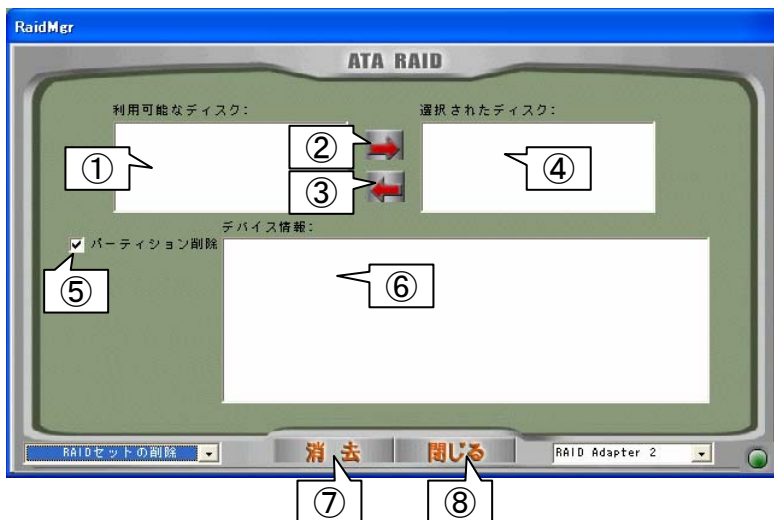 RaidMgr
ATA RAID
利用可能なディスク:
選択されたディスク:
①
②
③
④
デバイス情報:
パーティション削除
⑤
⑥
RAIDセットの削除
消去
閉じる
RAID Adapter 2
⑦
⑧